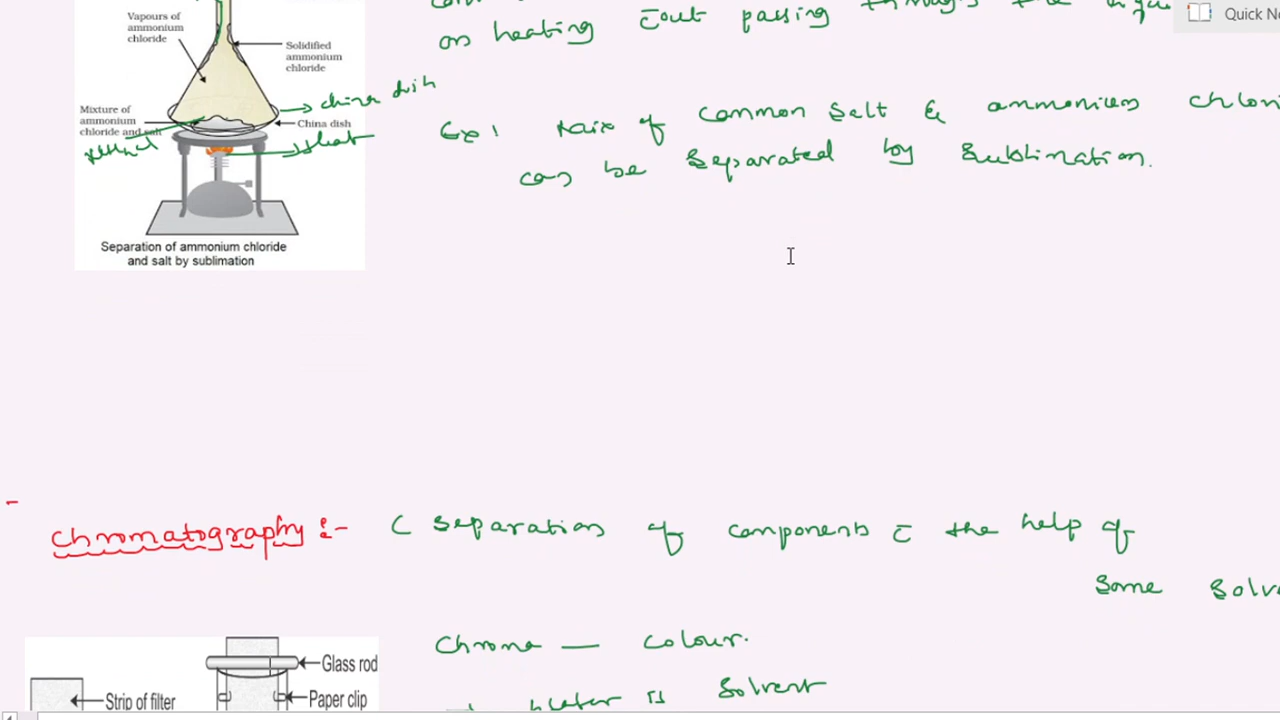 Quick No
Vapours of
ammonium
chloride
Solidified
ammonium
chloride
on heating c̄out passing through the
Mixture of
ammonium
chloride and salt
China dish
china dish
heat
Ex: mix of common salt & ammonium chlori
can be separated by sublimation.
Separation of ammonium chloride
and salt by sublimation
Chromatography :- ( separation of components c̄ the help of
some solve
Chroma — colour.
Glass rod
Strip of filter
Paper clip
water is solvent